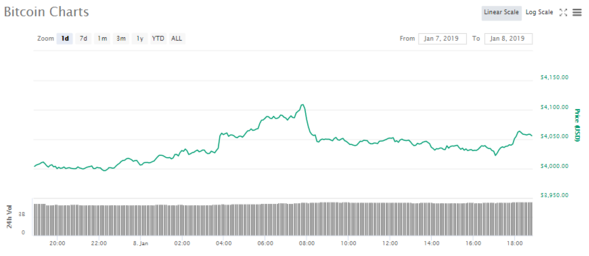 Bitcoin Charts
Linear Scale Log Scale
Zoom 1d 7d 1m 3m 1y YTD ALL
From Jan 7, 2019 To Jan 8, 2019
$4,150.00
$4,100.00
$4,050.00
$4,000.00
$3,950.00
Price (USD)
24h Vol
0
20:00 22:00 8. Jan 02:00 04:00 06:00 08:00 10:00 12:00 14:00 16:00 18:00